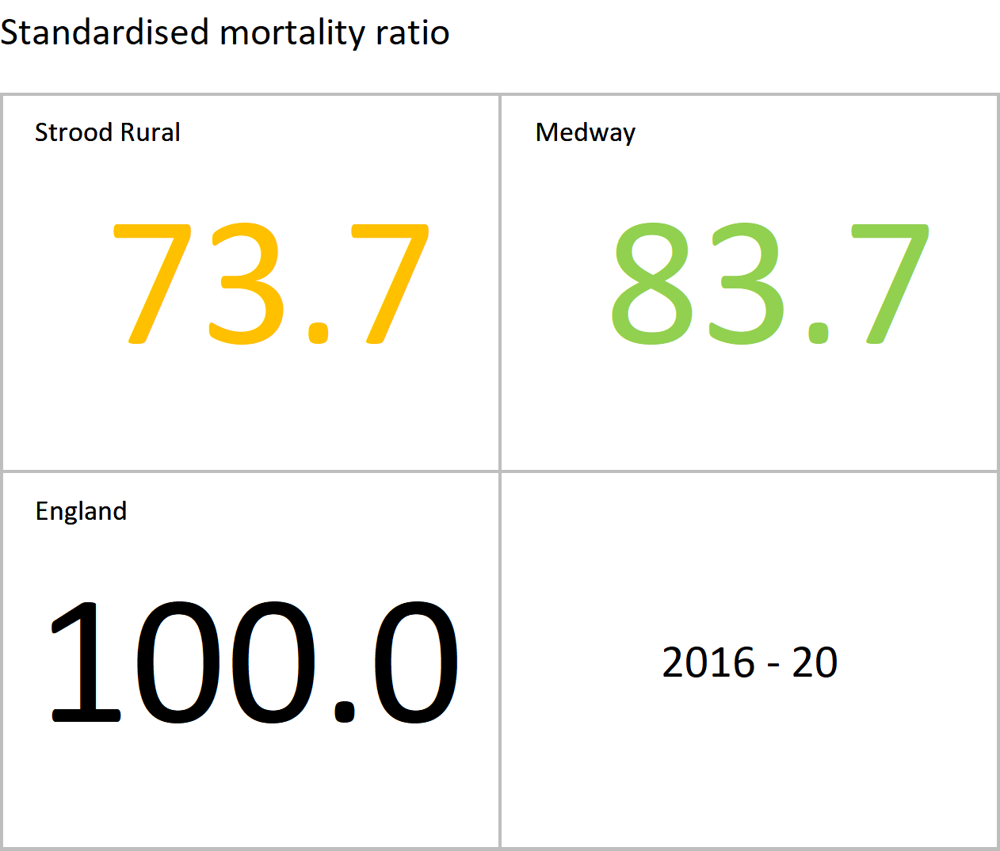 Standardised mortality ratio
Strood Rural
73.7
Medway
83.7
England
100.0
2016 - 20